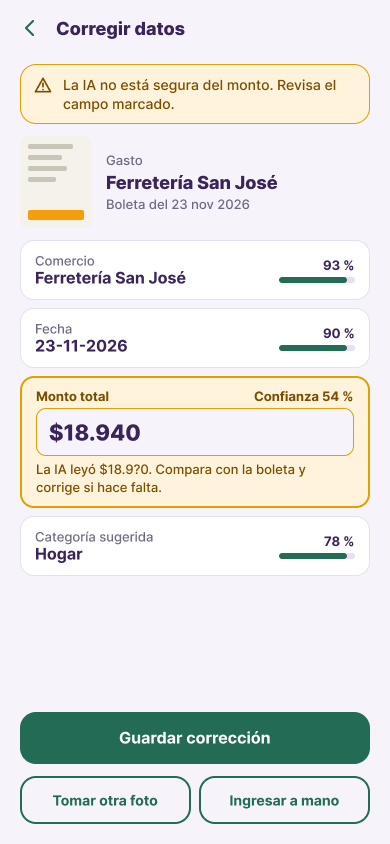 Corregir datos
La IA no está segura del monto. Revisa el
campo marcado.
Gasto
Ferretería San José
Boleta del 23 nov 2026
Comercio
Ferretería San José
93 %
Fecha
23-11-2026
90 %
Monto total
Confianza 54 %
$18.940
La IA leyó $18.9?0. Compara con la boleta y
corrige si hace falta.
Categoría sugerida
Hogar
78 %
Guardar corrección
Tomar otra foto
Ingresar a mano